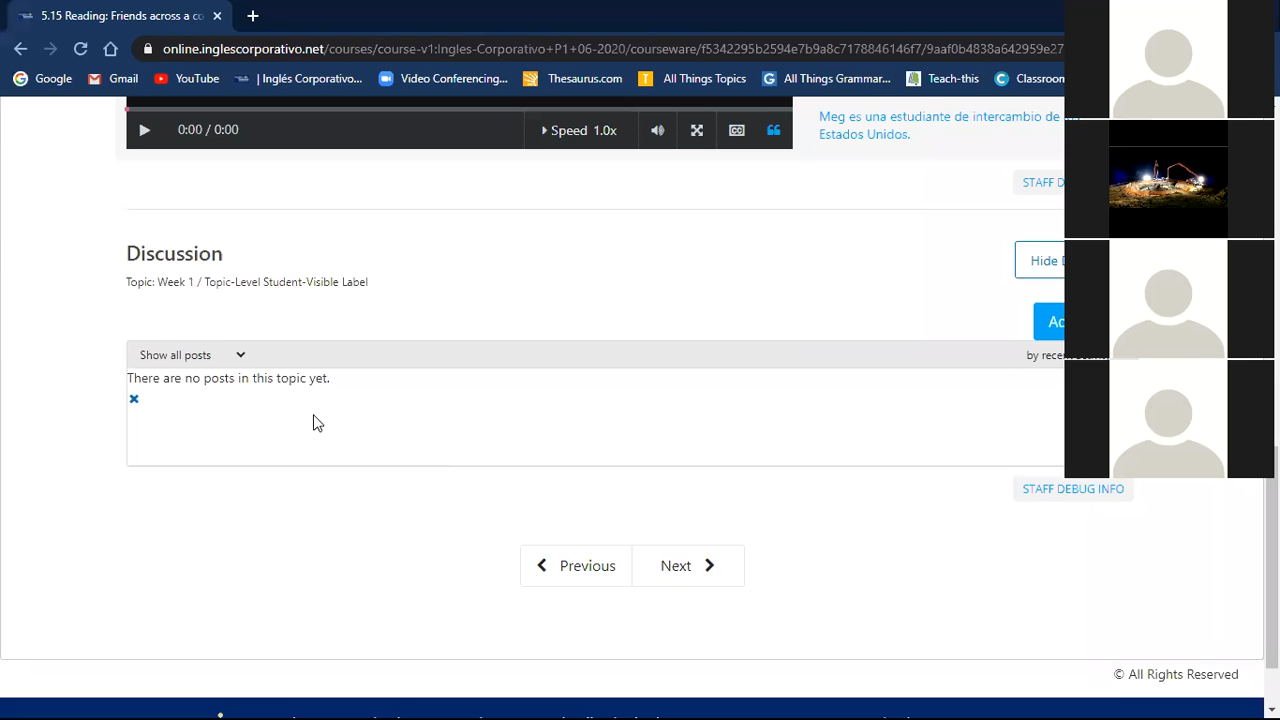 5.15 Reading: Friends across a co
online.inglescorporativo.net/courses/course-v1:Ingles-Corporativo+P1+06-2020/courseware/f5342295b2594e7b9a8c7178846146f7/9aaf0b4838a642959e27
Google Gmail YouTube | Inglés Corporativo... Video Conferencing... Thesaurus.com All Things Topics All Things Grammar... Teach-this Classroom
0:00 / 0:00 Speed 1.0x
Meg es una estudiante de intercambio de
Estados Unidos.
STAFF D
Discussion
Topic: Week 1 / Topic-Level Student-Visible Label
Hide
Show all posts
by rece
There are no posts in this topic yet.
STAFF DEBUG INFO
Previous Next
© All Rights Reserved